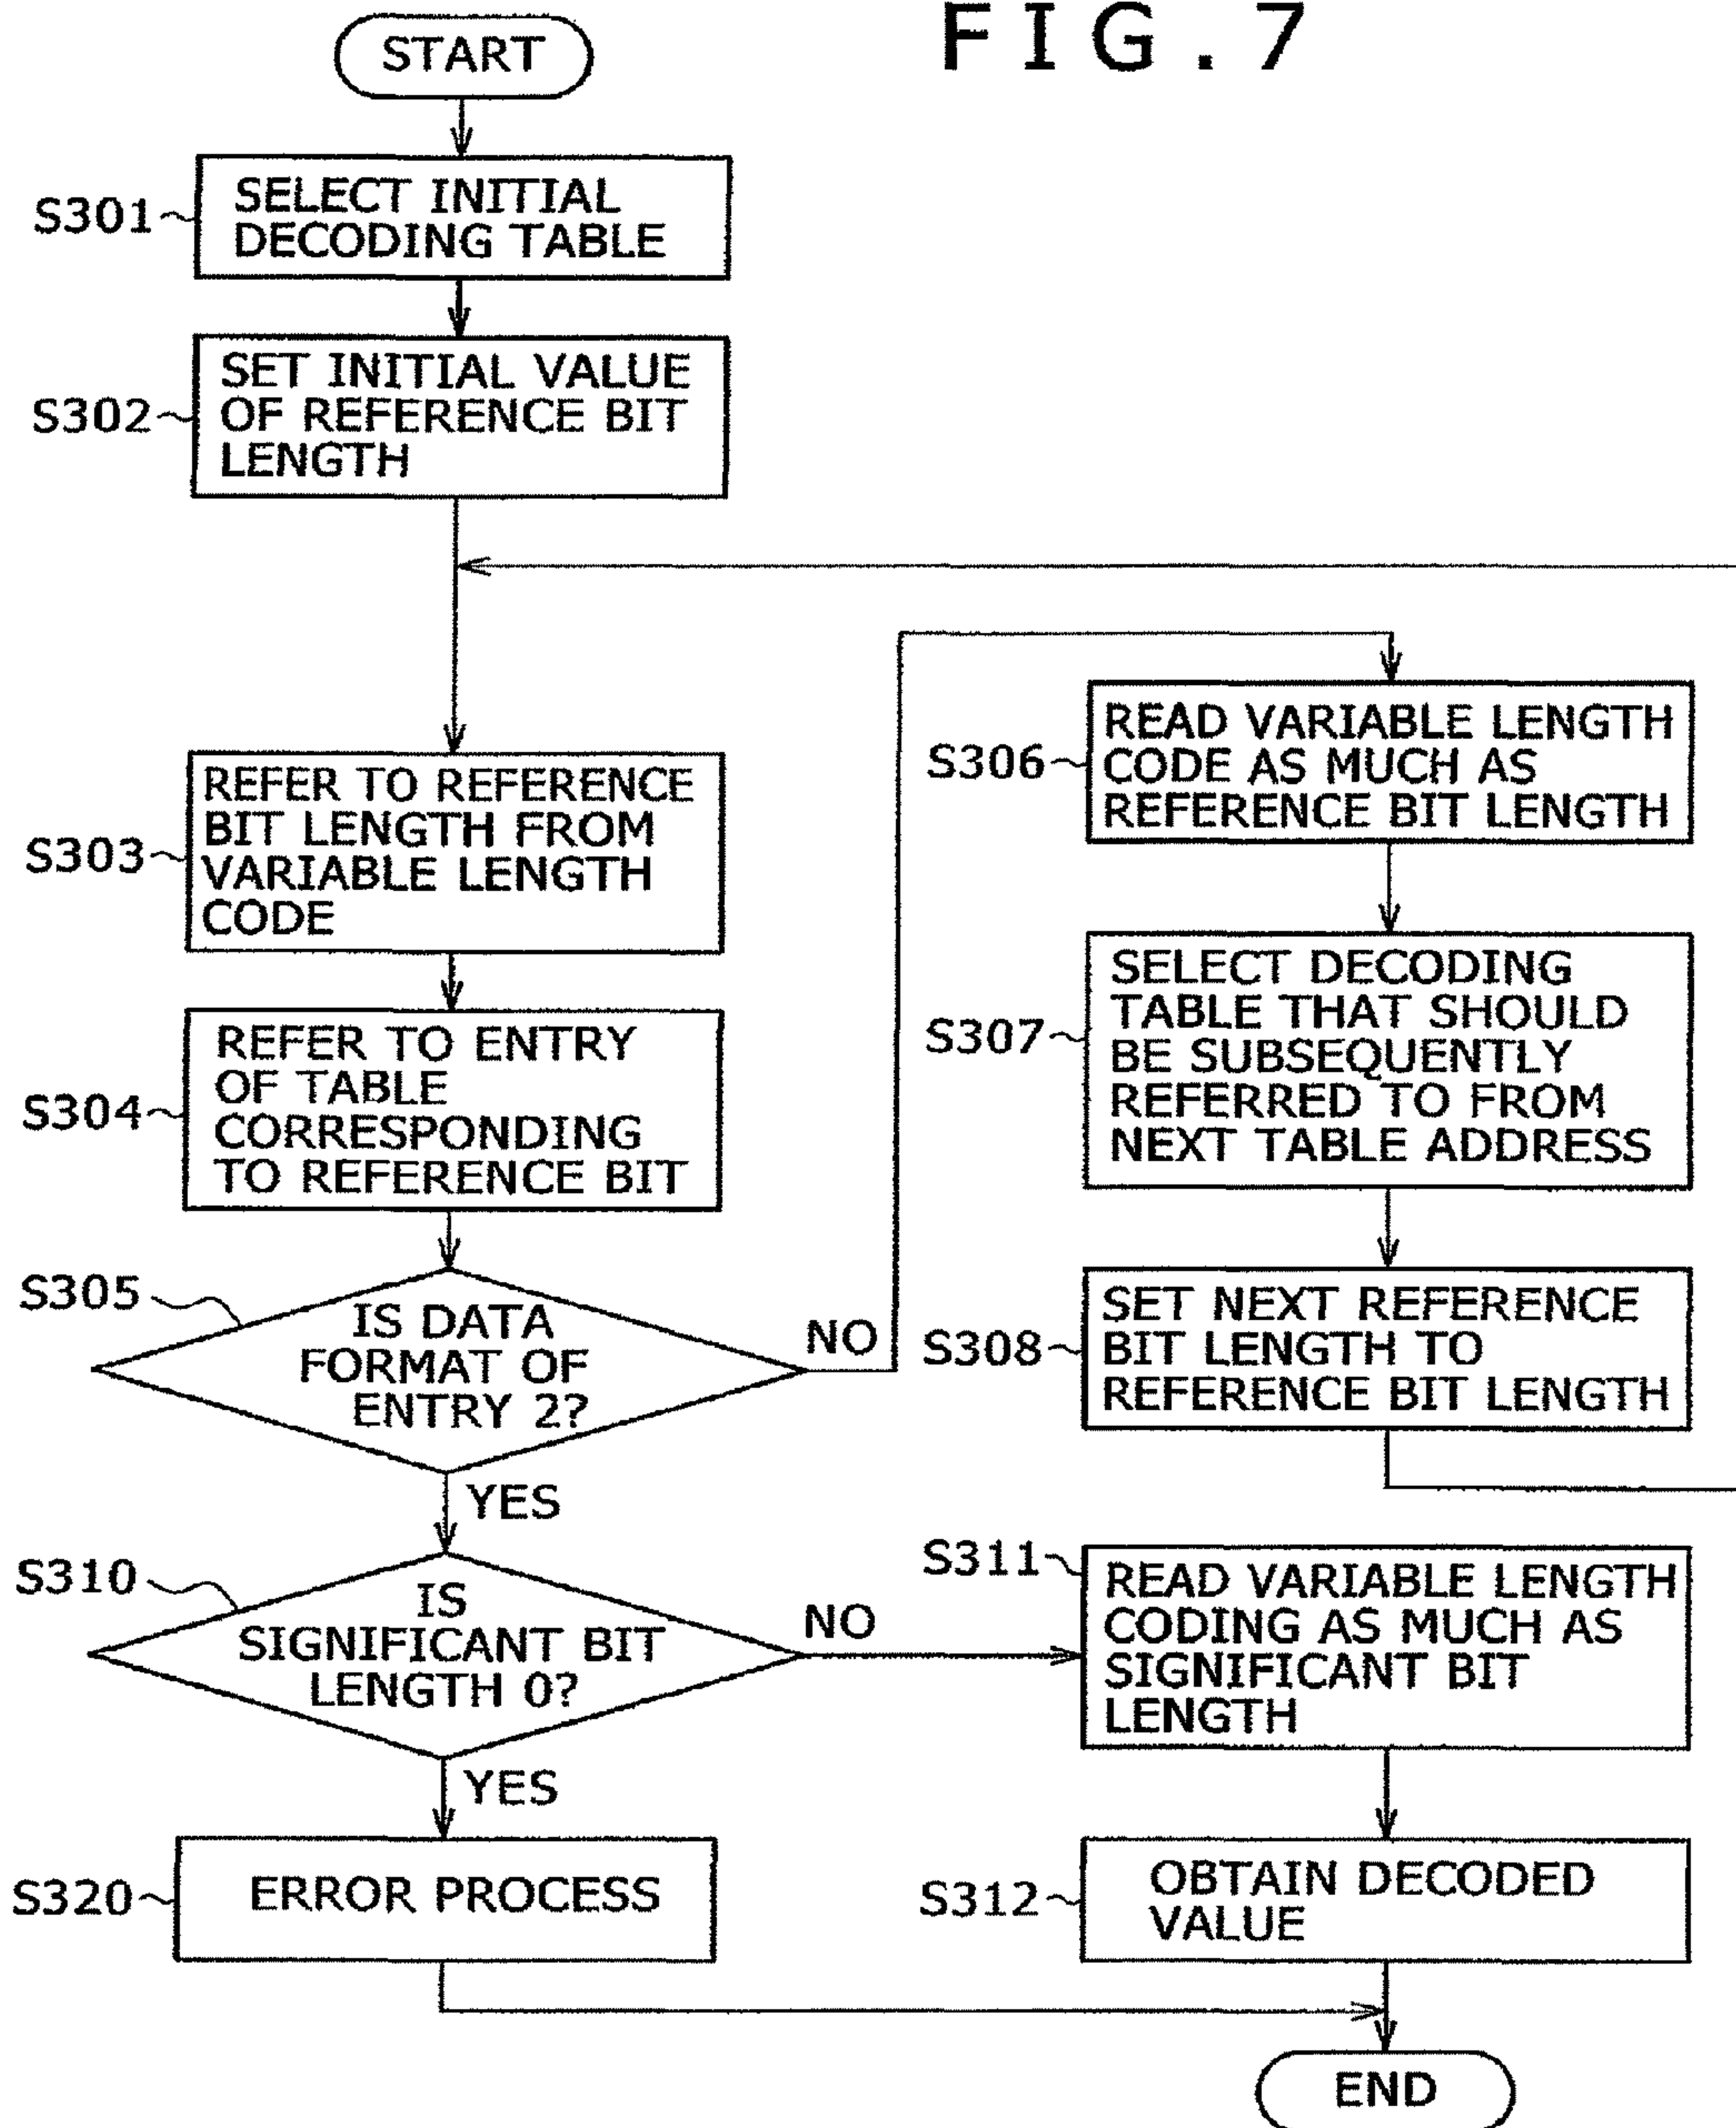 FIG.7
START
S301
SELECT INITIAL
DECODING TABLE
S302
SET INITIAL VALUE
OF REFERENCE BIT
LENGTH
S303
REFER TO REFERENCE
BIT LENGTH FROM
VARIABLE LENGTH
CODE
S304
REFER TO ENTRY
OF TABLE
CORRESPONDING
TO REFERENCE BIT
S305
IS DATA
FORMAT OF
ENTRY 2?
NO
YES
S306
READ VARIABLE LENGTH
CODE AS MUCH AS
REFERENCE BIT LENGTH
S307
SELECT DECODING
TABLE THAT SHOULD
BE SUBSEQUENTLY
REFERRED TO FROM
NEXT TABLE ADDRESS
S308
SET NEXT REFERENCE
BIT LENGTH TO
REFERENCE BIT LENGTH
S310
IS
SIGNIFICANT BIT
LENGTH 0?
NO
YES
S311
READ VARIABLE LENGTH
CODING AS MUCH AS
SIGNIFICANT BIT
LENGTH
S320
ERROR PROCESS
S312
OBTAIN DECODED
VALUE
END